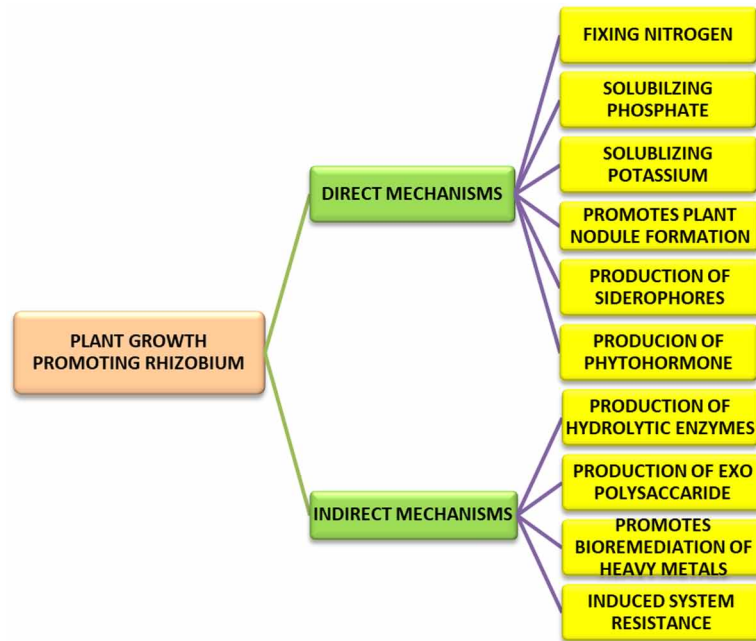 FIXING NITROGEN
SOLUBILZING
PHOSPHATE
SOLUBLIZING
POTASSIUM
DIRECT MECHANISMS
PROMOTES PLANT
NODULE FORMATION
PRODUCTION OF
SIDEROPHORES
PLANT GROWTH
PROMOTING RHIZOBIUM
PRODUCION OF
PHYTOHORMONE
PRODUCTION OF
HYDROLYTIC ENZYMES
PRODUCTION OF EXO
POLYSACCARIDE
INDIRECT MECHANISMS
PROMOTES
BIOREMEDIATION OF
HEAVY METALS
INDUCED SYSTEM
RESISTANCE